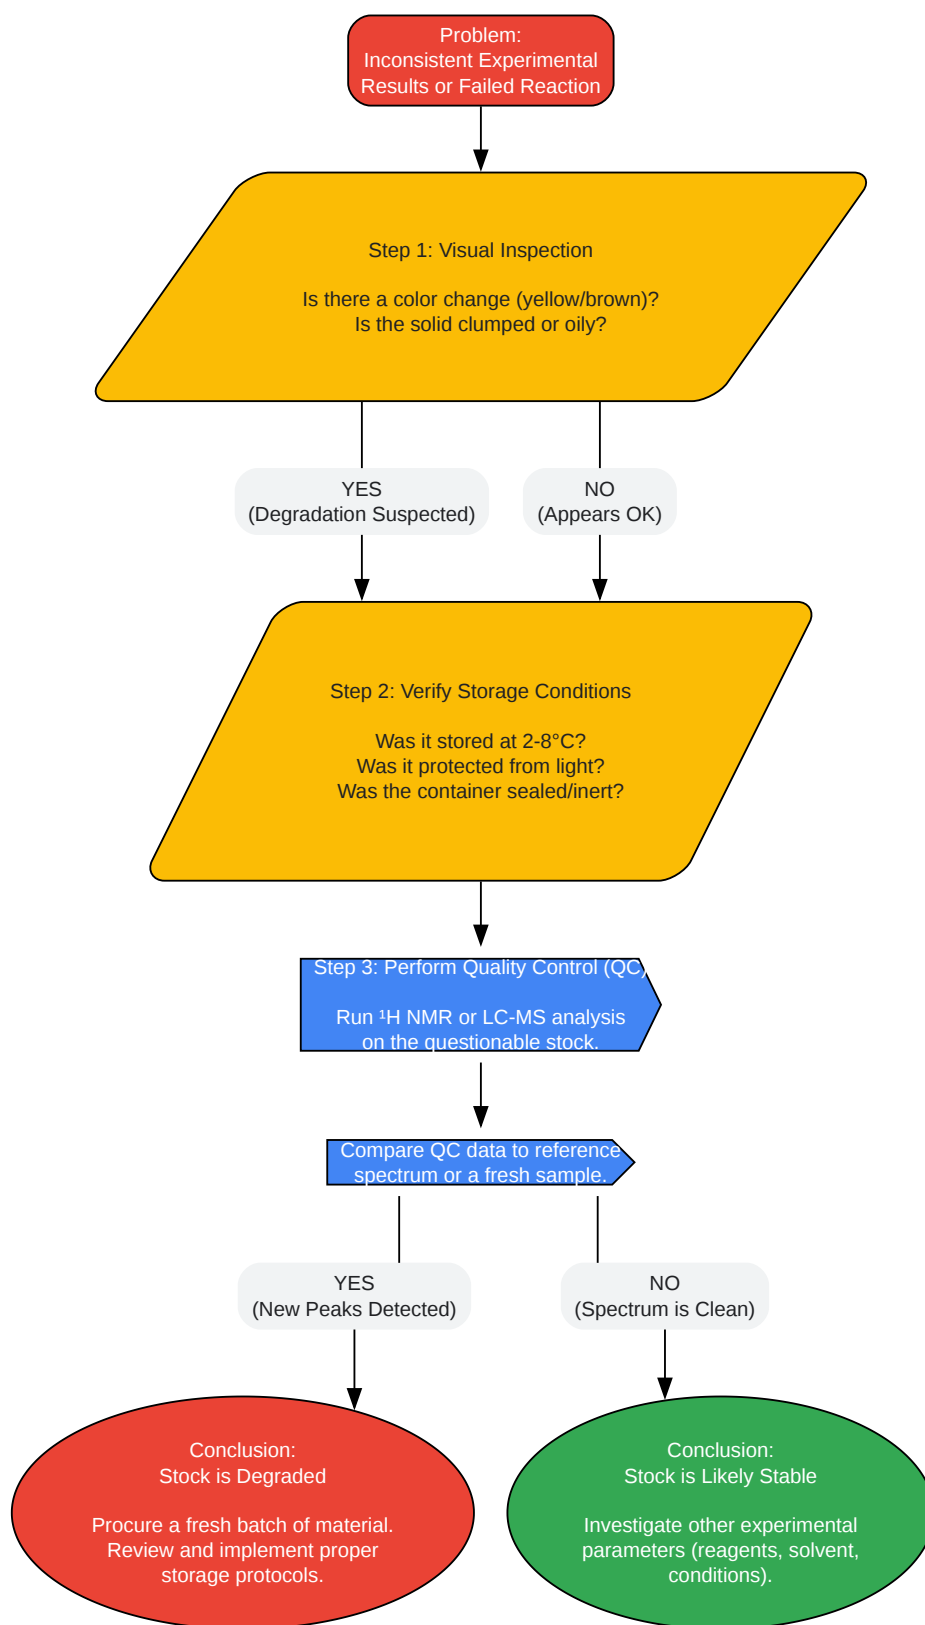 Problem:
Inconsistent Experimental
Results or Failed Reaction
Step 1: Visual Inspection
Is there a color change (yellow/brown)?
Is the solid clumped or oily?
YES
(Degradation Suspected)
NO
(Appears OK)
Step 2: Verify Storage Conditions
Was it stored at 2-8°C?
Was it protected from light?
Was the container sealed/inert?
Step 3: Perform Quality Control (QC)
Run ¹H NMR or LC-MS analysis
on the questionable stock.
Compare QC data to reference
spectrum or a fresh sample.
YES
(New Peaks Detected)
NO
(Spectrum is Clean)
Conclusion:
Stock is Degraded
Procure a fresh batch of material.
Review and implement proper
storage protocols.
Conclusion:
Stock is Likely Stable
Investigate other experimental
parameters (reagents, solvent,
conditions).